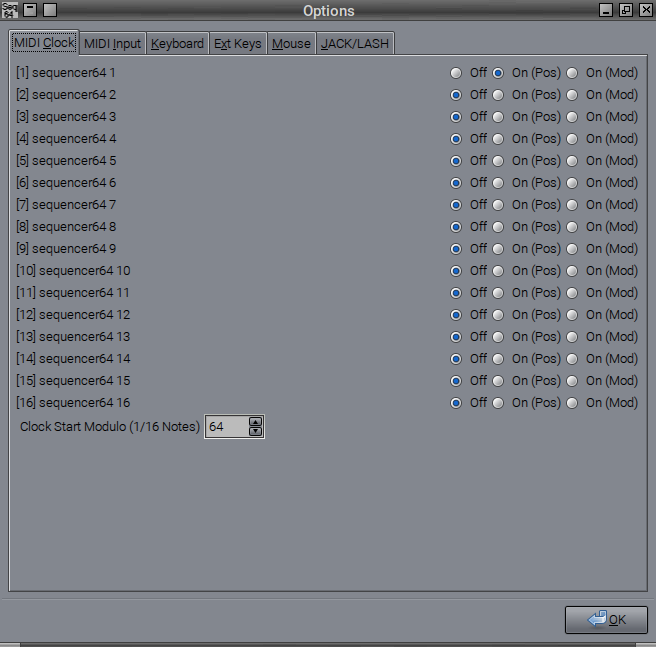 Seq
64
Options
MIDI Clock MIDI Input Keyboard Ext Keys Mouse JACK/LASH
[1] sequencer64 1 Off On (Pos) On (Mod)
[2] sequencer64 2 Off On (Pos) On (Mod)
[3] sequencer64 3 Off On (Pos) On (Mod)
[4] sequencer64 4 Off On (Pos) On (Mod)
[5] sequencer64 5 Off On (Pos) On (Mod)
[6] sequencer64 6 Off On (Pos) On (Mod)
[7] sequencer64 7 Off On (Pos) On (Mod)
[8] sequencer64 8 Off On (Pos) On (Mod)
[9] sequencer64 9 Off On (Pos) On (Mod)
[10] sequencer64 10 Off On (Pos) On (Mod)
[11] sequencer64 11 Off On (Pos) On (Mod)
[12] sequencer64 12 Off On (Pos) On (Mod)
[13] sequencer64 13 Off On (Pos) On (Mod)
[14] sequencer64 14 Off On (Pos) On (Mod)
[15] sequencer64 15 Off On (Pos) On (Mod)
[16] sequencer64 16 Off On (Pos) On (Mod)
Clock Start Modulo (1/16 Notes) 64
OK